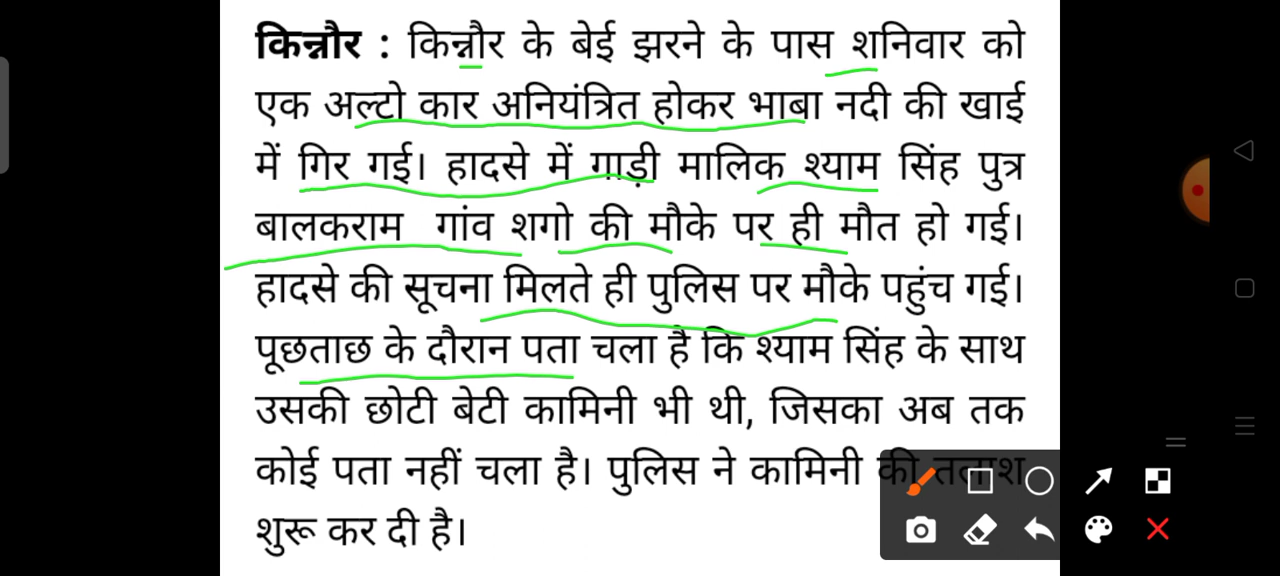 किन्नौर : किन्नौर के बेई झरने के पास शनिवार को
एक अल्टो कार अनियंत्रित होकर भाबा नदी की खाई
में गिर गई। हादसे में गाड़ी मालिक श्याम सिंह पुत्र
बालकराम गांव शगो की मौके पर ही मौत हो गई।
हादसे की सूचना मिलते ही पुलिस पर मौके पहुंच गई।
पूछताछ के दौरान पता चला है कि श्याम सिंह के साथ
उसकी छोटी बेटी कामिनी भी थी, जिसका अब तक
कोई पता नहीं चला है। पुलिस ने कामिनी की तलाश
शुरू कर दी है।